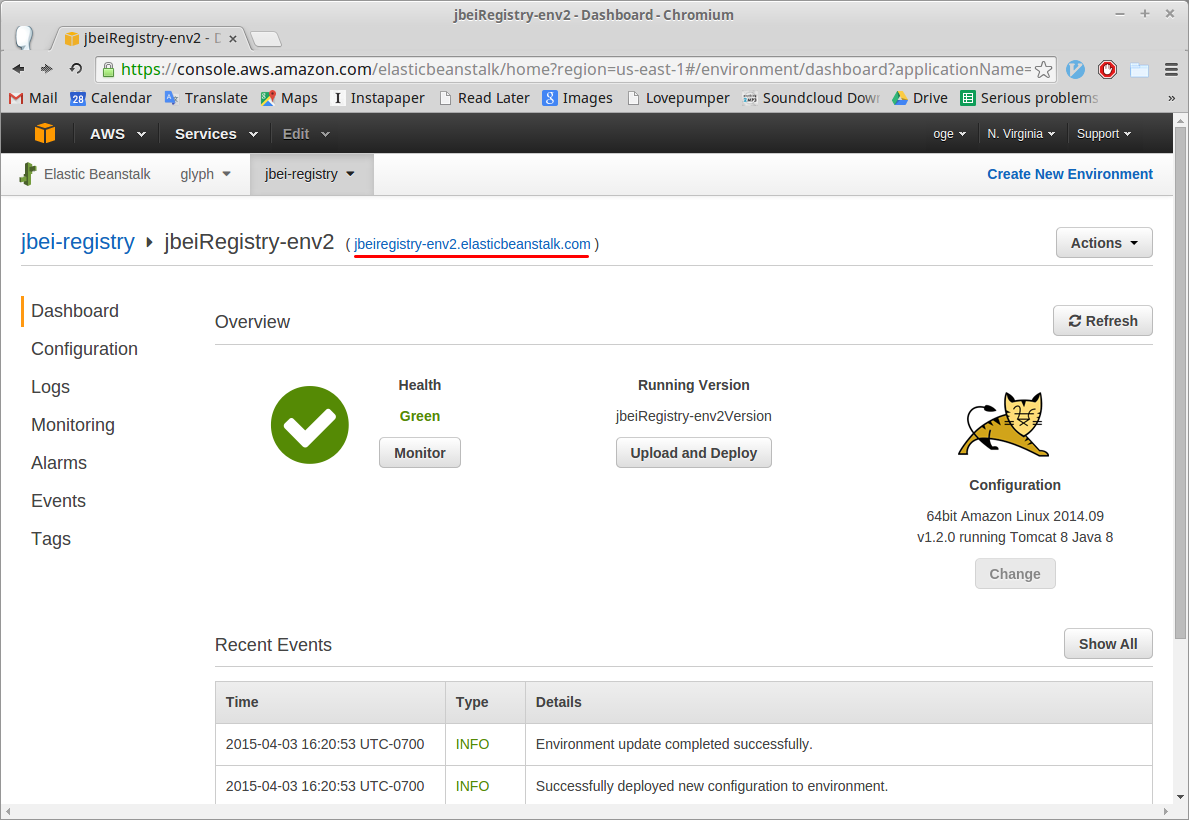 jbeiRegistry-env2 - Dashboard - Chromium
jbeiRegistry-env2 - D
https://console.aws.amazon.com/elasticbeanstalk/home?region=us-east-1#/environment/dashboard?applicationName=
Mail 28 Calendar Translate Maps I Instapaper Read Later 8 Images Lovepumper Soundcloud Down Drive Serious problems »
AWS Services Edit oge N. Virginia Support
Elastic Beanstalk glyph jbei-registry Create New Environment
jbei-registry jbeiRegistry-env2 ( jbeiregistry-env2.elasticbeanstalk.com ) Actions
Dashboard
Configuration
Logs
Monitoring
Alarms
Events
Tags
Overview Refresh
Health
Green
Monitor
Running Version
jbeiRegistry-env2Version
Upload and Deploy
Configuration
64bit Amazon Linux 2014.09
v1.2.0 running Tomcat 8 Java 8
Change
Recent Events Show All
Time Type Details
2015-04-03 16:20:53 UTC-0700 INFO Environment update completed successfully.
2015-04-03 16:20:53 UTC-0700 INFO Successfully deployed new configuration to environment.